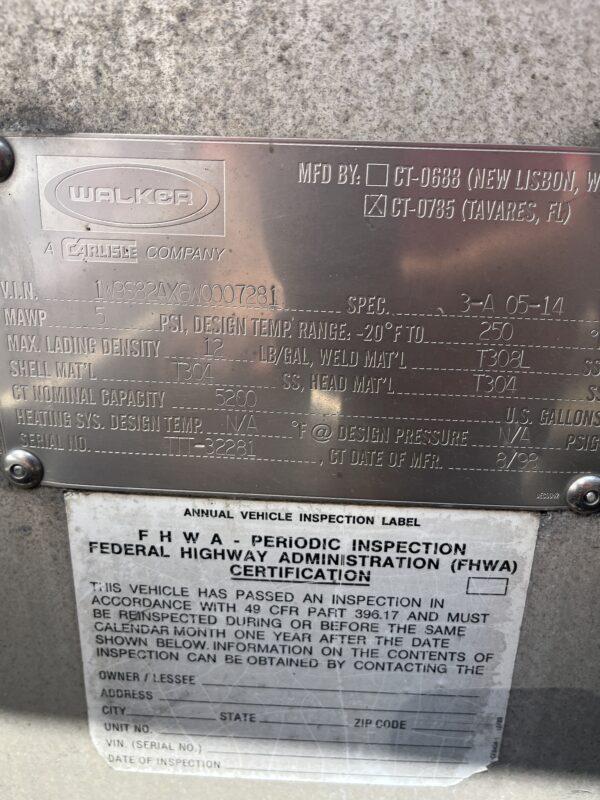 WALKER
A CARLISLE COMPANY
MFD BY: ☐ CT-0688 (NEW LISBON, W
☒ CT-0785 (TAVARES, FL)
V.I.N. SPEC. 3-A 05-14
MAWP 5 PSI, DESIGN TEMP. RANGE: -20°F TO 250 °
MAX. LADING DENSITY 12 LB/GAL, WELD MAT'L T308L SS
SHELL MAT'L T304 SS, HEAD MAT'L T304 SS
CT NOMINAL CAPACITY 5200 U.S. GALLONS
HEATING SYS. DESIGN TEMP. N/A °F @ DESIGN PRESSURE N/A PSIG
SERIAL NO. TTT-32281, CT DATE OF MFR. 8/98
ANNUAL VEHICLE INSPECTION LABEL
F H W A - PERIODIC INSPECTION
FEDERAL HIGHWAY ADMINISTRATION (FHWA)
CERTIFICATION
THIS VEHICLE HAS PASSED AN INSPECTION IN
ACCORDANCE WITH 49 CFR PART 396.17 AND MUST
BE REINSPECTED DURING OR BEFORE THE SAME
CALENDAR MONTH ONE YEAR AFTER THE DATE
SHOWN BELOW. INFORMATION ON THE CONTENTS OF
INSPECTION CAN BE OBTAINED BY CONTACTING THE
OWNER / LESSEE
ADDRESS
CITY STATE ZIP CODE
UNIT NO.
VIN. (SERIAL NO.)
DATE OF INSPECTION